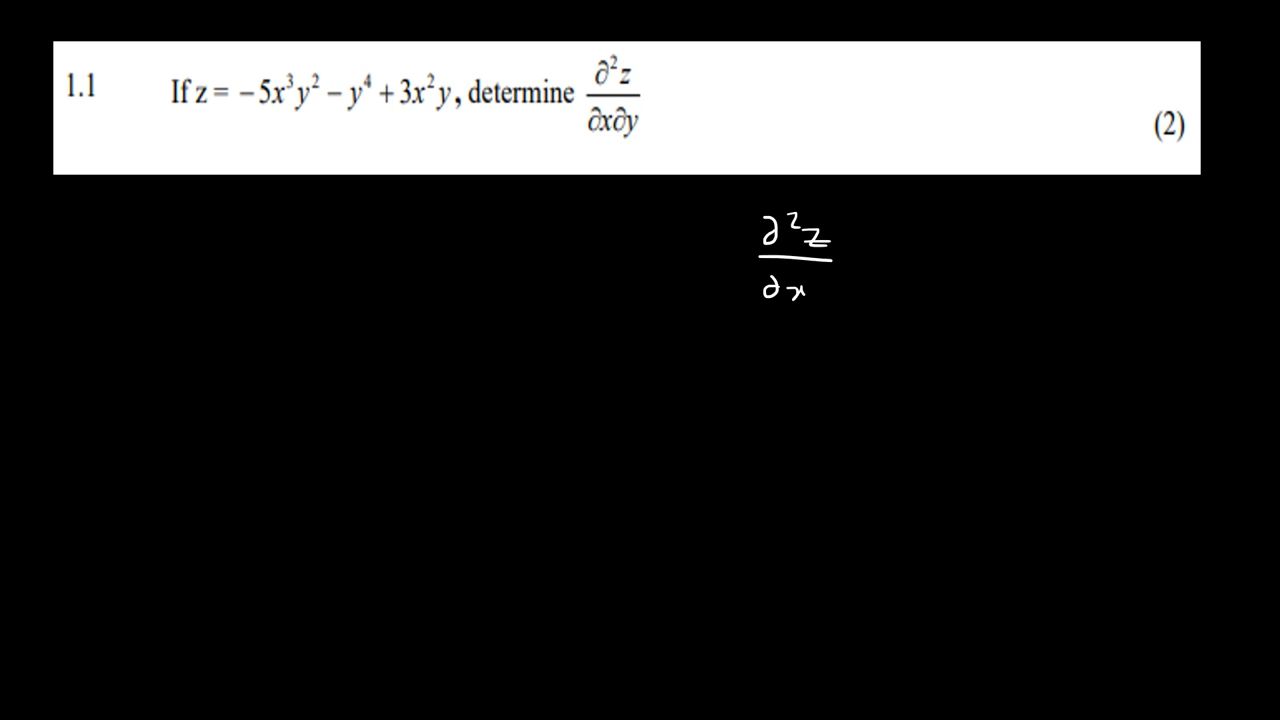 1.1 If z = −5x³y² − y⁴ + 3x²y, determine ∂²z/∂x∂y
(2)
∂²z
∂x